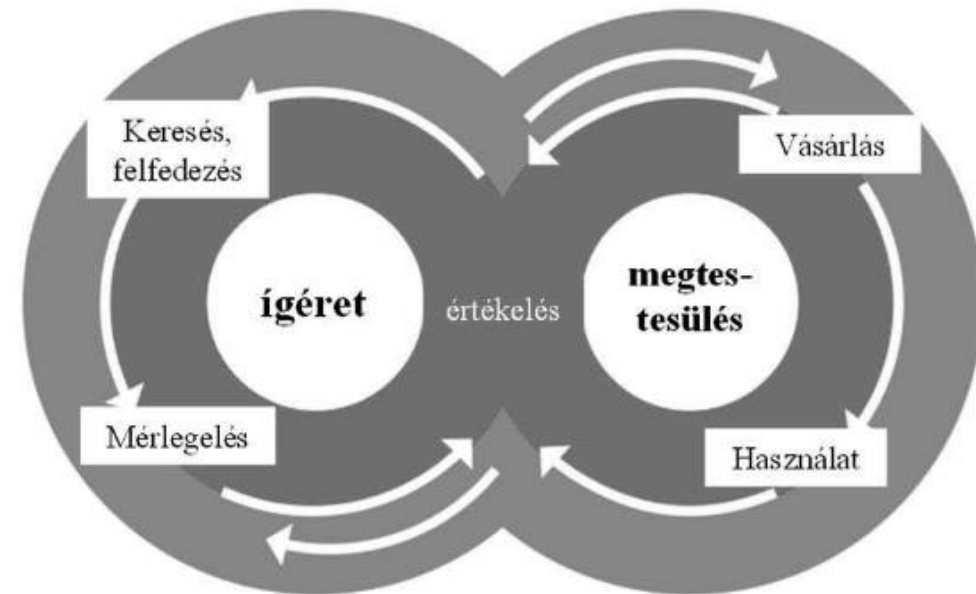 Keresés,
felfedezés
Vásárlás
ígéret
értékelés
megtes-
tesülés
Mérlegelés
Használat